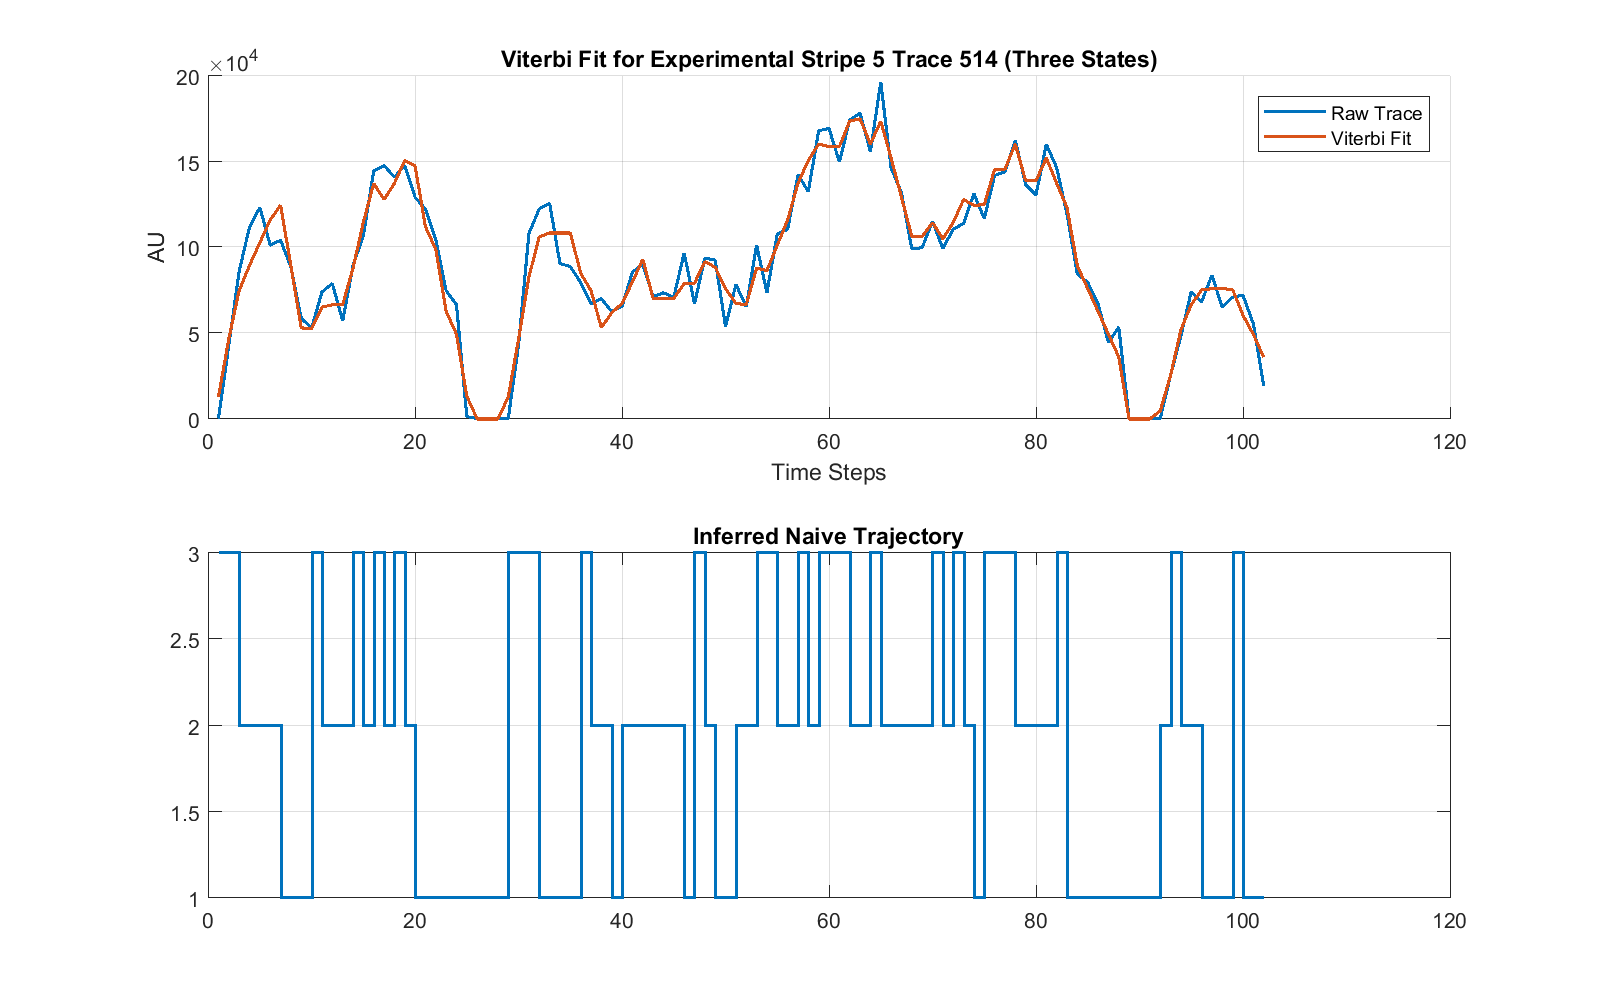 Viterbi Fit for Experimental Stripe 5 Trace 514 (Three States)
×10⁴
20
15
10
5
0
AU
Raw Trace
Viterbi Fit
0 20 40 60 80 100 120
Time Steps
Inferred Naive Trajectory
3
2.5
2
1.5
1
0 20 40 60 80 100 120